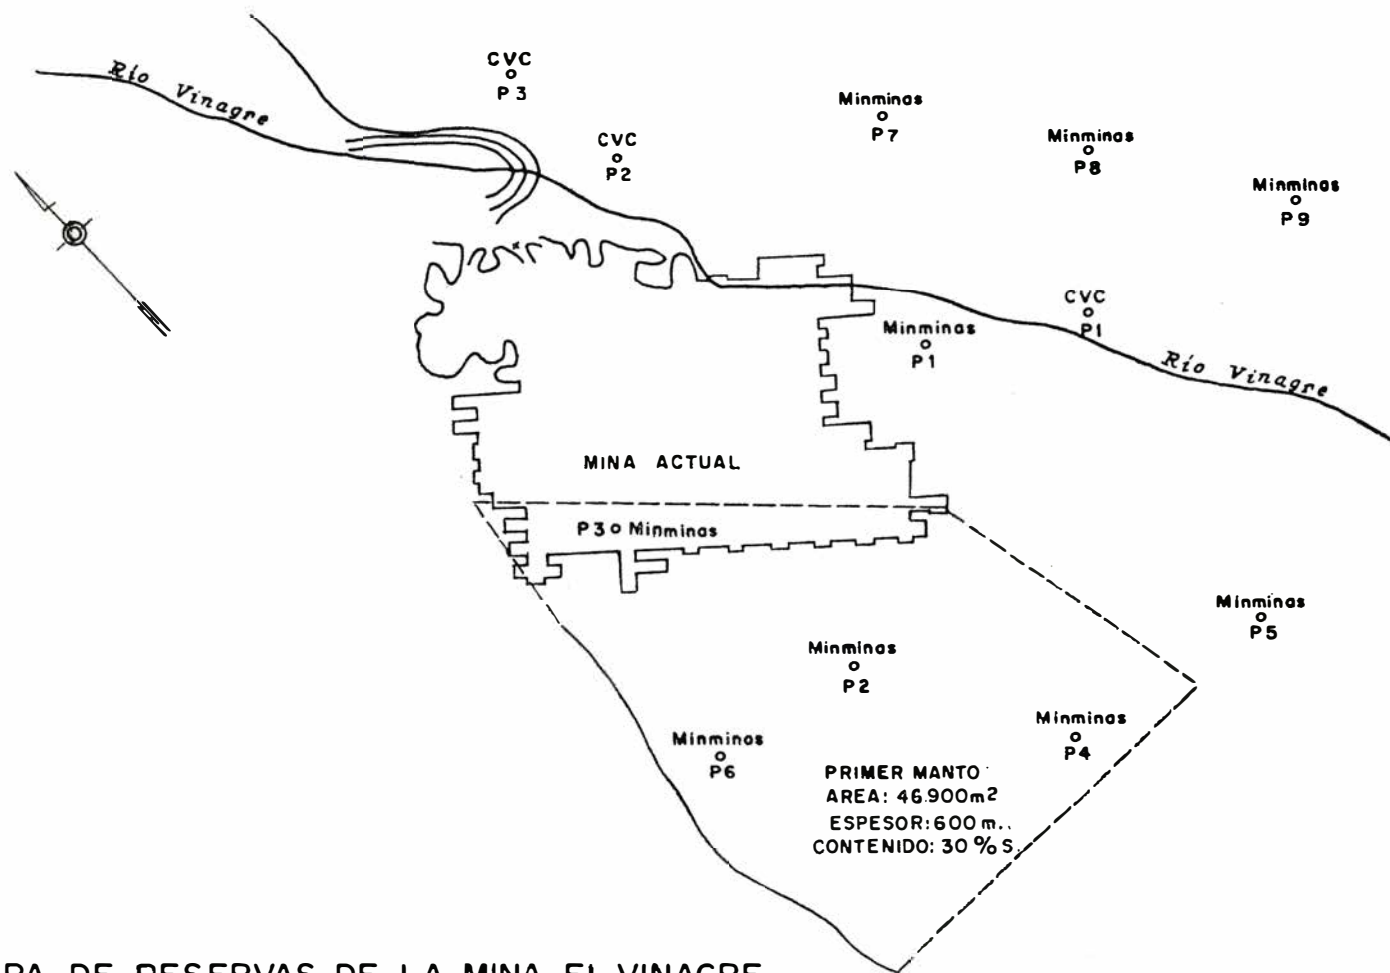 CVC
P3
Río Vinagre
CVC
P2
Minminas
P7
Minminas
P8
Minminas
P9
N
CVC
P1
Minminas
P1
Río Vinagre
MINA ACTUAL
P3 Minminas
Minminas
P5
Minminas
P2
Minminas
P4
Minminas
P6
PRIMER MANTO
AREA: 46.900m2
ESPESOR: 600 m..
CONTENIDO: 30 % S.
DE RESERVAS DE LA MINA EL VINAGRE